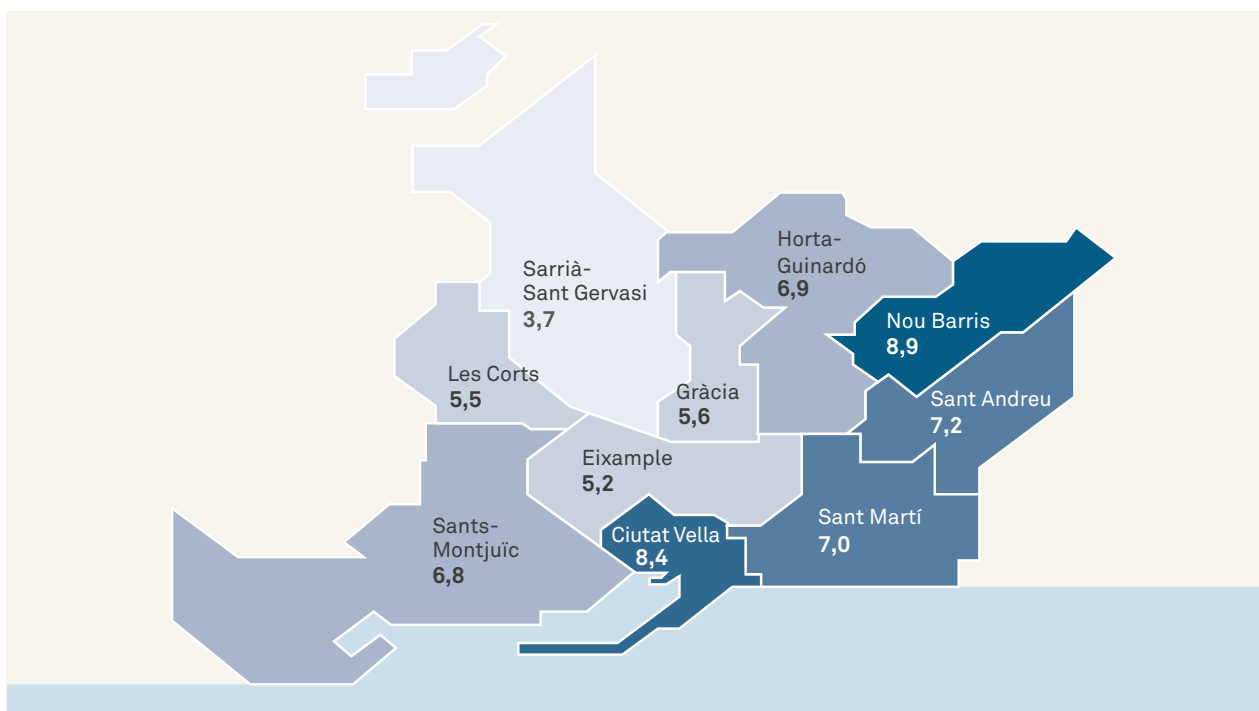 Horta-
Guinardó
6,9
Sarrià-
Sant Gervasi
3,7
Nou Barris
8,9
Les Corts
5,5
Gràcia
5,6
Sant Andreu
7,2
Eixample
5,2
Sants-
Montjuïc
6,8
Ciutat Vella
8,4
Sant Martí
7,0